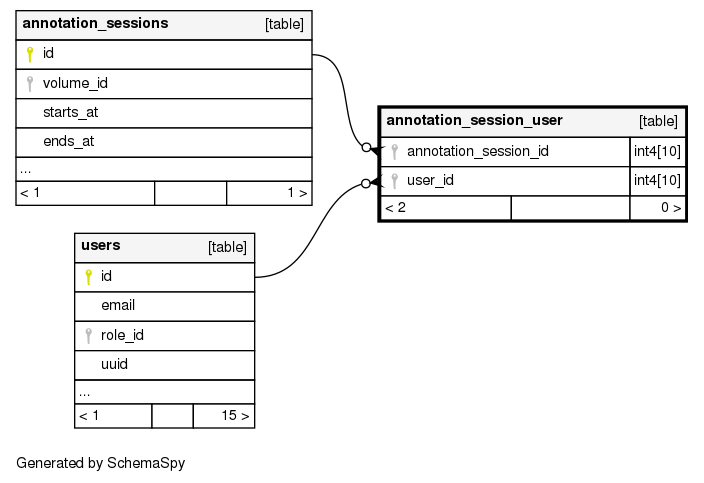 annotation_sessions [table]
id
volume_id
starts_at
ends_at
...
< 1 1 >
annotation_session_user [table]
annotation_session_id int4[10]
user_id int4[10]
< 2 0 >
users [table]
id
email
role_id
uuid
...
< 1 15 >
Generated by SchemaSpy